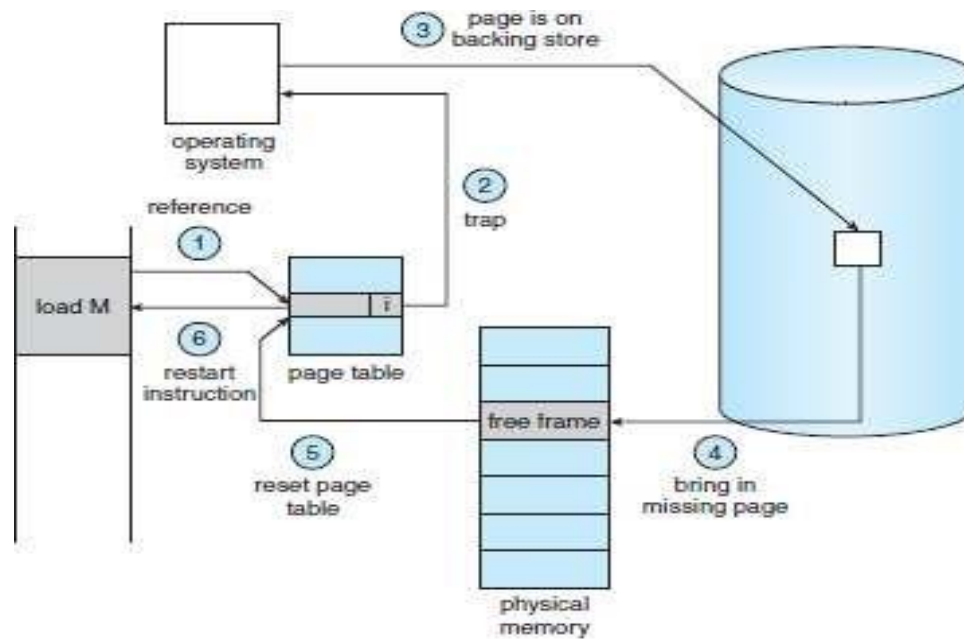 3
page is on
backing store
operating
system
2
trap
reference
1
load M
i
6
restart
instruction
page table
free frame
5
reset page
table
4
bring in
missing page
physical
memory